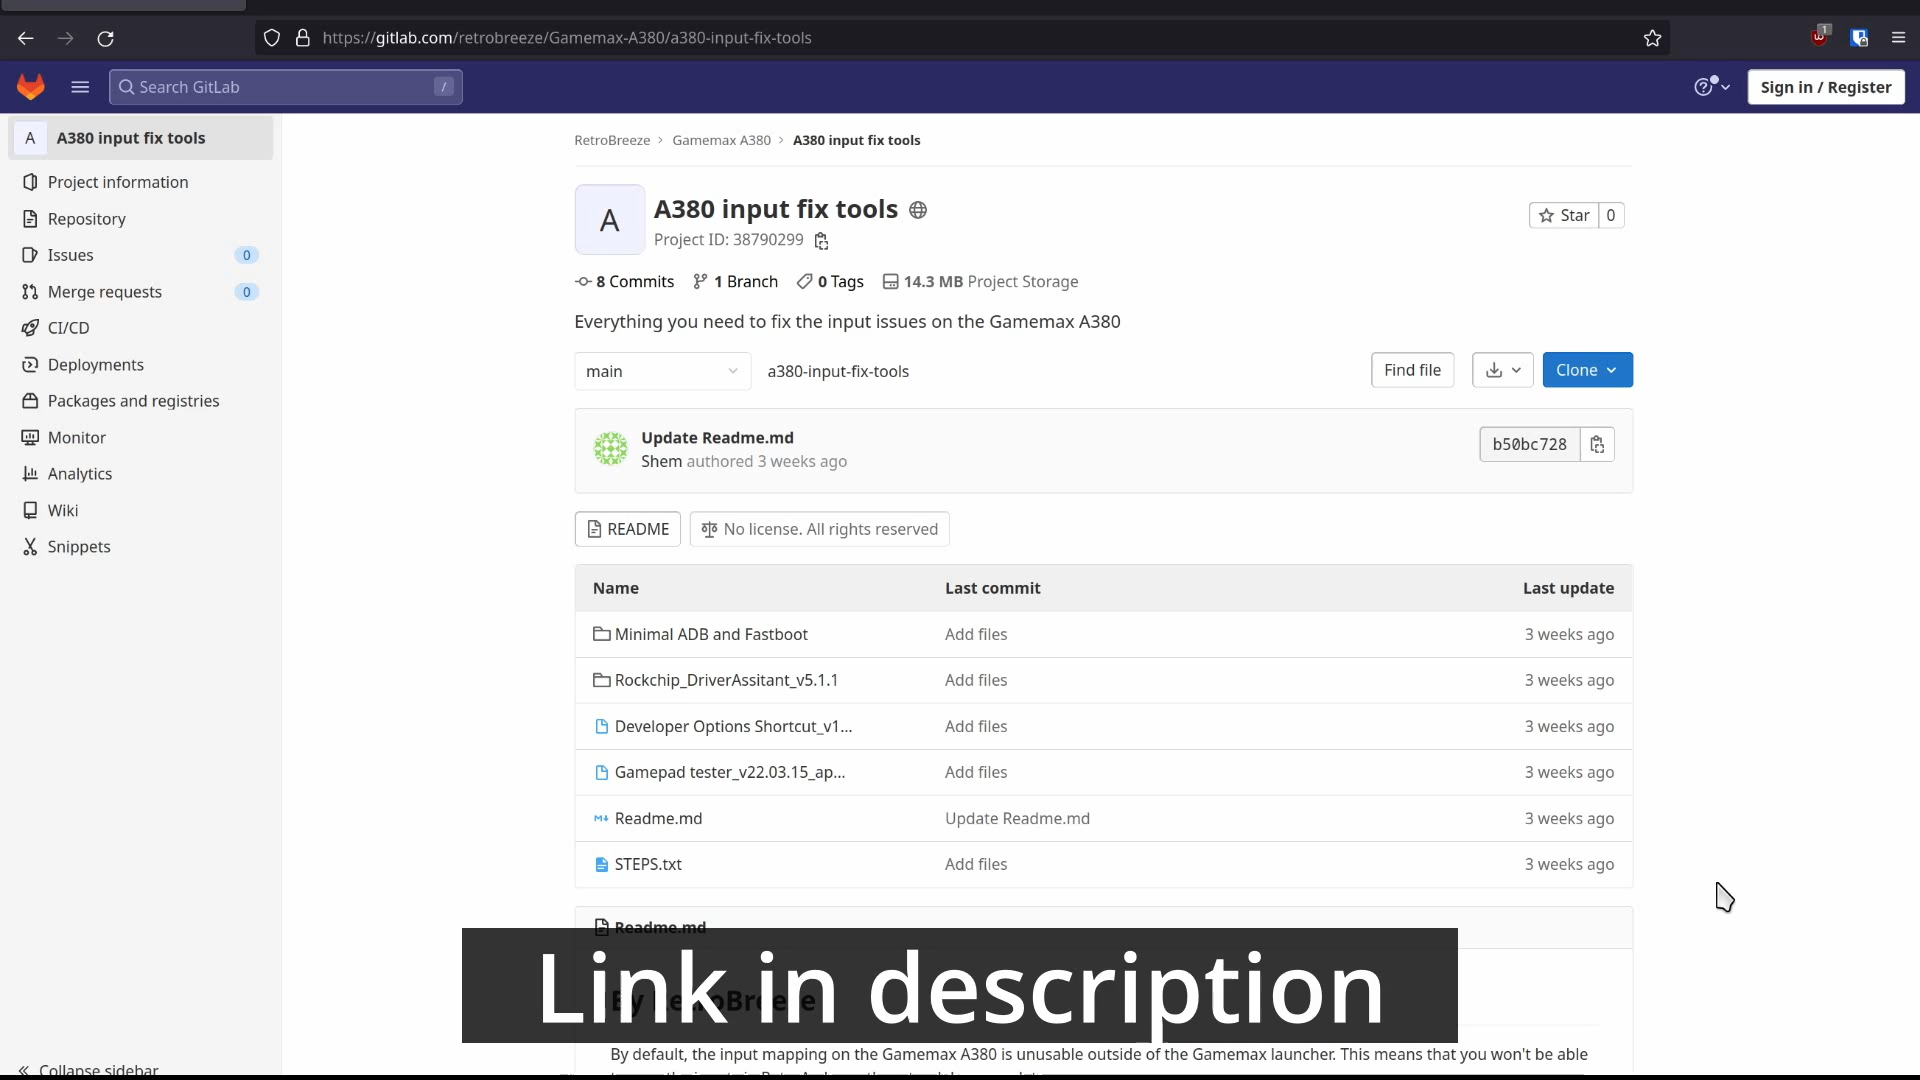 https://gitlab.com/retrobreeze/Gamemax-A380/a380-input-fix-tools
1
Search GitLab
/
Sign in / Register
A
A380 input fix tools
RetroBreeze > Gamemax A380 > A380 input fix tools
Project information
Repository
Issues 0
Merge requests 0
CI/CD
Deployments
Packages and registries
Monitor
Analytics
Wiki
Snippets
Collapse sidebar
A
A380 input fix tools
Project ID: 38790299
Star 0
8 Commits 1 Branch 0 Tags 14.3 MB Project Storage
Everything you need to fix the input issues on the Gamemax A380
main
a380-input-fix-tools
Find file
Clone
Update Readme.md
Shem authored 3 weeks ago
b50bc728
README
No license. All rights reserved
Name Last commit Last update
Minimal ADB and Fastboot Add files 3 weeks ago
Rockchip_DriverAssitant_v5.1.1 Add files 3 weeks ago
Developer Options Shortcut_v1... Add files 3 weeks ago
Gamepad tester_v22.03.15_ap... Add files 3 weeks ago
Readme.md Update Readme.md 3 weeks ago
STEPS.txt Add files 3 weeks ago
Readme.md
By RetroBreeze
Link in description
By default, the input mapping on the Gamemax A380 is unusable outside of the Gamemax launcher. This means that you won't be able